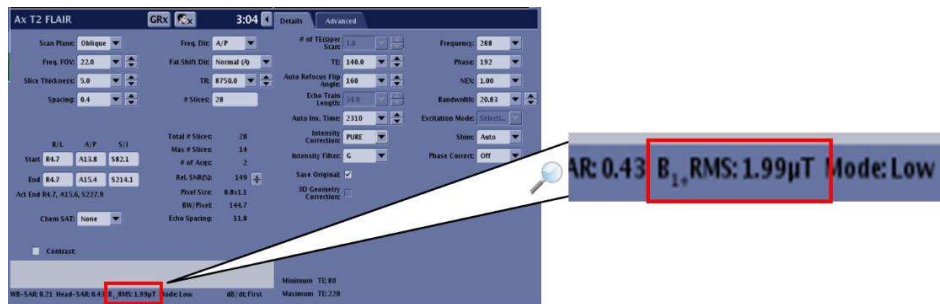 Ax T2 FLAIR GRx 3:04 Details Advanced
Scan Plane: Oblique Freq. Dir: A/P # of TE(s)per Scan: 1.0 Frequency: 288
Freq. FOV: 22.0 Fat Shift Dir: Normal (A) TE: 140.0 Phase: 192
Slice Thickness: 5.0 TR: 8750.0 Auto Refocus Flip Angle: 160 NEX: 1.00
Spacing: 0.4 # Slices: 28 Echo Train Length: Bandwidth: 20.83
Auto Inv. Time: 2310 Excitation Mode: Selecti..
R/L A/P S/I Total # Slices: 28 Intensity Correction: PURE Shim: Auto
Start R4.7 A13.8 S82.1 Max # Slices: 14 Intensity Filter: G Phase Correct: Off
# of Acqs: 2
End R4.7 A15.4 S214.1 Rel. SNR(%): 149 Save Original:
Act End R4.7, A15.6, S227.9 Pixel Size: 0.8x1.1 3D Geometry Correction:
BW/Pixel: 144.7
Chem SAT: None Echo Spacing: 11.8
Contrast:
Minimum TE: 80
WB-SAR: 0.21 Head-SAR: 0.43 B1+RMS: 1.99µT Mode: Low dB/dt: First Maximum TE: 220
AR: 0.43 B1+RMS: 1.99µT Mode: Low